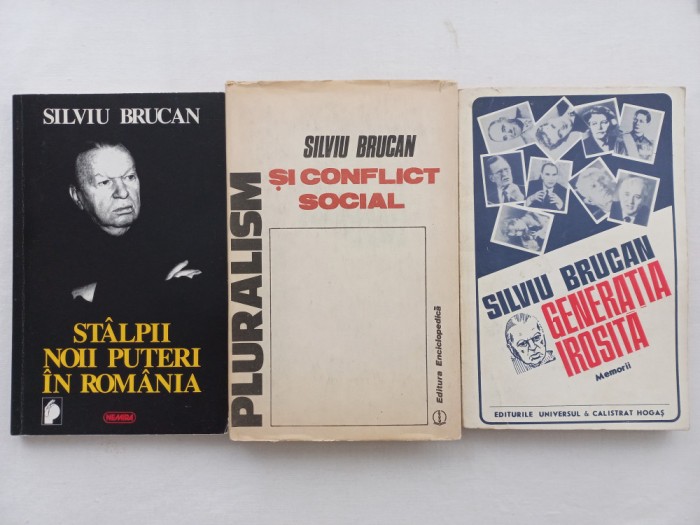 SILVIU BRUCAN
STÂLPII
NOII PUTERI
ÎN ROMÂNIA
NEMIRA
PLURALISM
SILVIU BRUCAN
ȘI CONFLICT
SOCIAL
Editura Enciclopedică
SILVIU BRUCAN
GENERAȚIA
IROSITĂ
Memorii
EDITURILE UNIVERSUL & CALISTRAT HOGAȘ